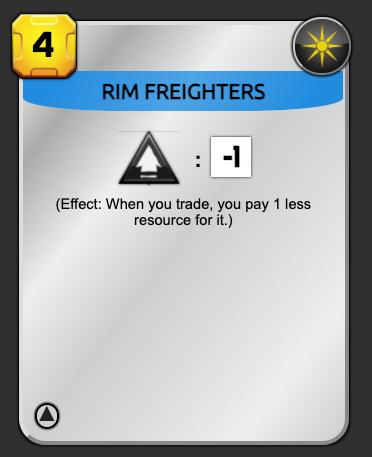 4
RIM FREIGHTERS
: -1
(Effect: When you trade, you pay 1 less
resource for it.)